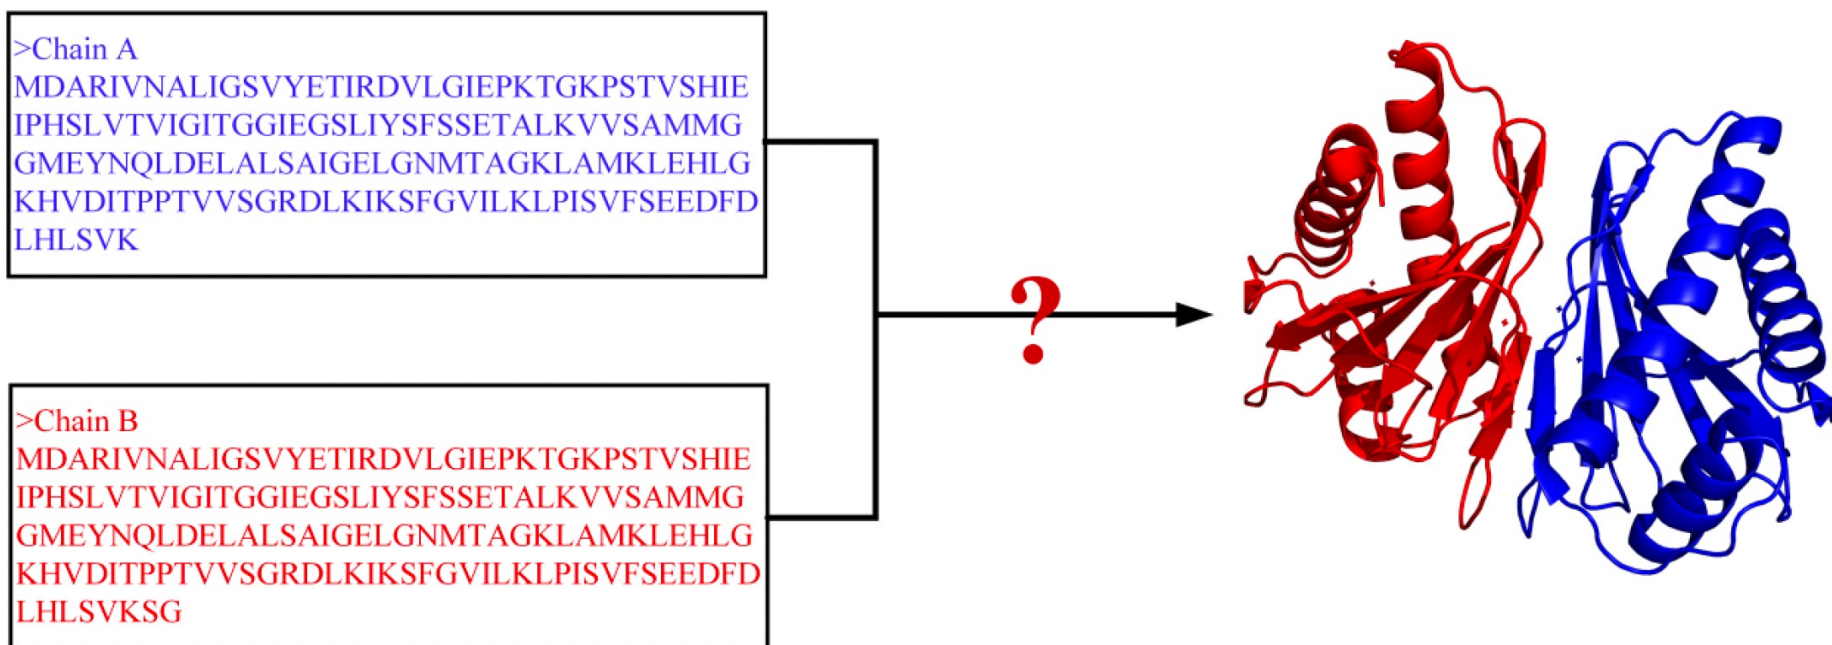 >Chain A
MDARIVNALIGSVYETIRDVLGIEPKTGKPSTVSHIE
IPHSLVTVIGITGGIEGSLIYSFSSETALKVVSAMMG
GMEYNQLDELALSAIGELGNMTAGKLAMKLEHLG
KHVDITPPTVVSGRDLKIKSFGVILKLPISVFSEEDFD
LHLSVK
?
>Chain B
MDARIVNALIGSVYETIRDVLGIEPKTGKPSTVSHIE
IPHSLVTVIGITGGIEGSLIYSFSSETALKVVSAMMG
GMEYNQLDELALSAIGELGNMTAGKLAMKLEHLG
KHVDITPPTVVSGRDLKIKSFGVILKLPISVFSEEDFD
LHLSVKSG